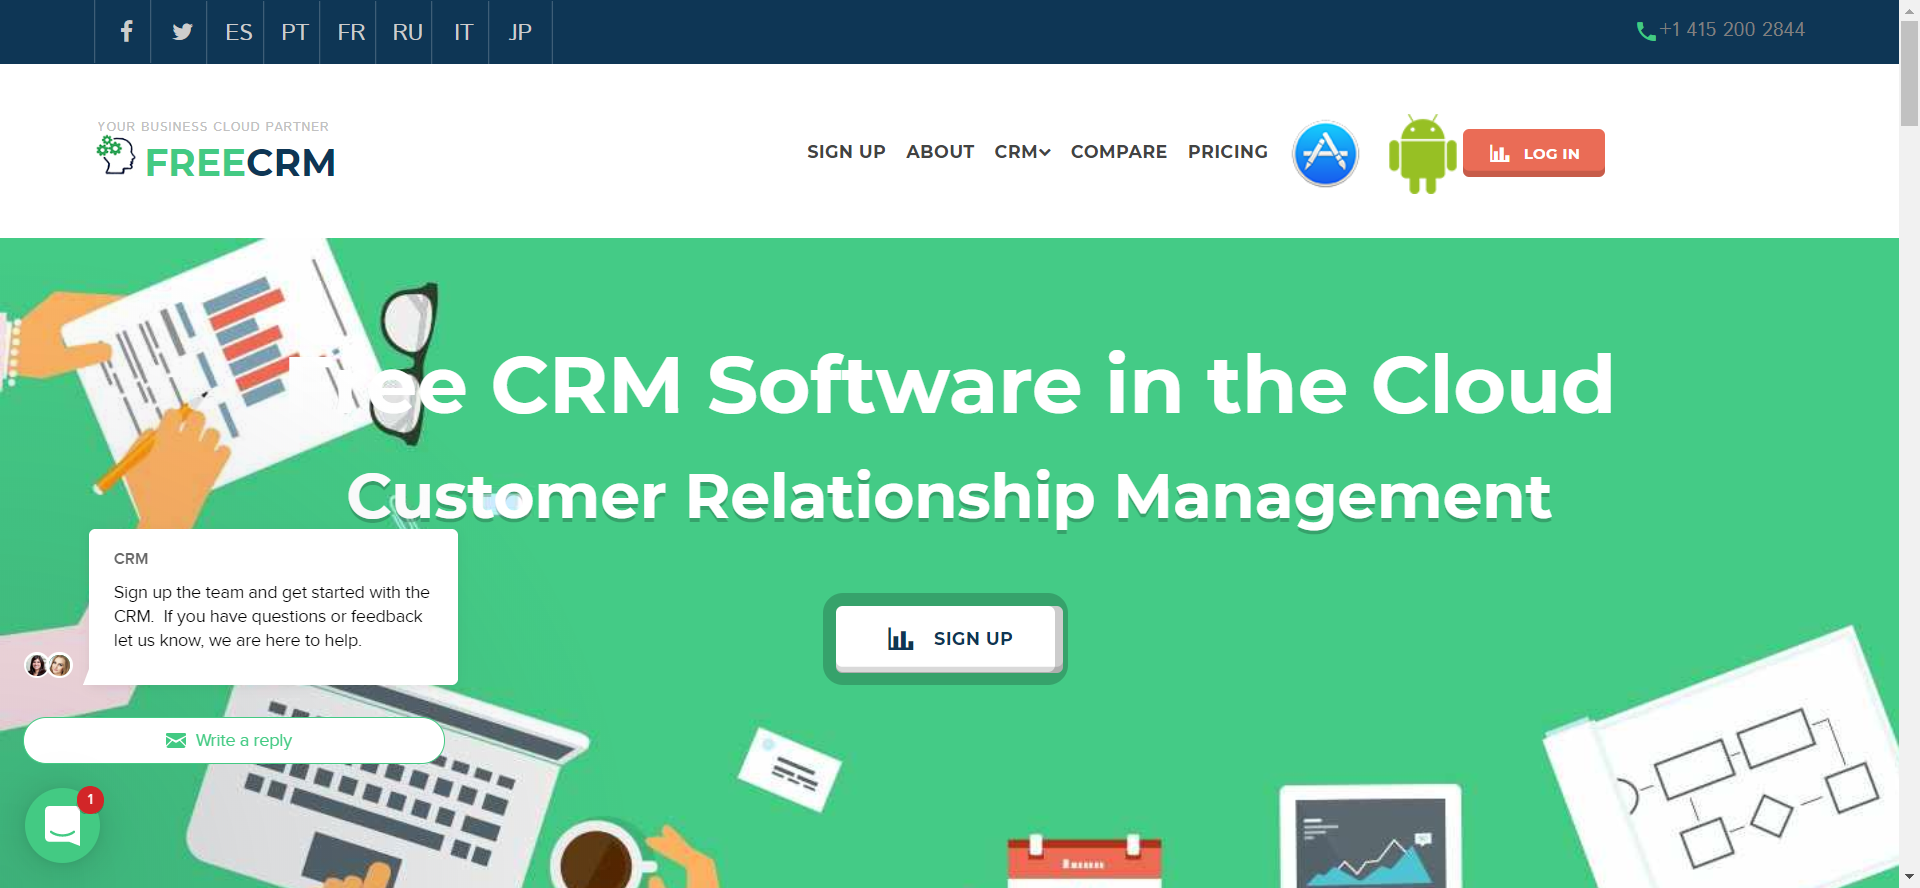 ES PT FR RU IT JP
+1 415 200 2844
YOUR BUSINESS CLOUD PARTNER
FREECRM
SIGN UP ABOUT CRM COMPARE PRICING LOG IN
Free CRM Software in the Cloud
Customer Relationship Management
SIGN UP
CRM
Sign up the team and get started with the
CRM.  If you have questions or feedback
let us know, we are here to help.
Write a reply
1